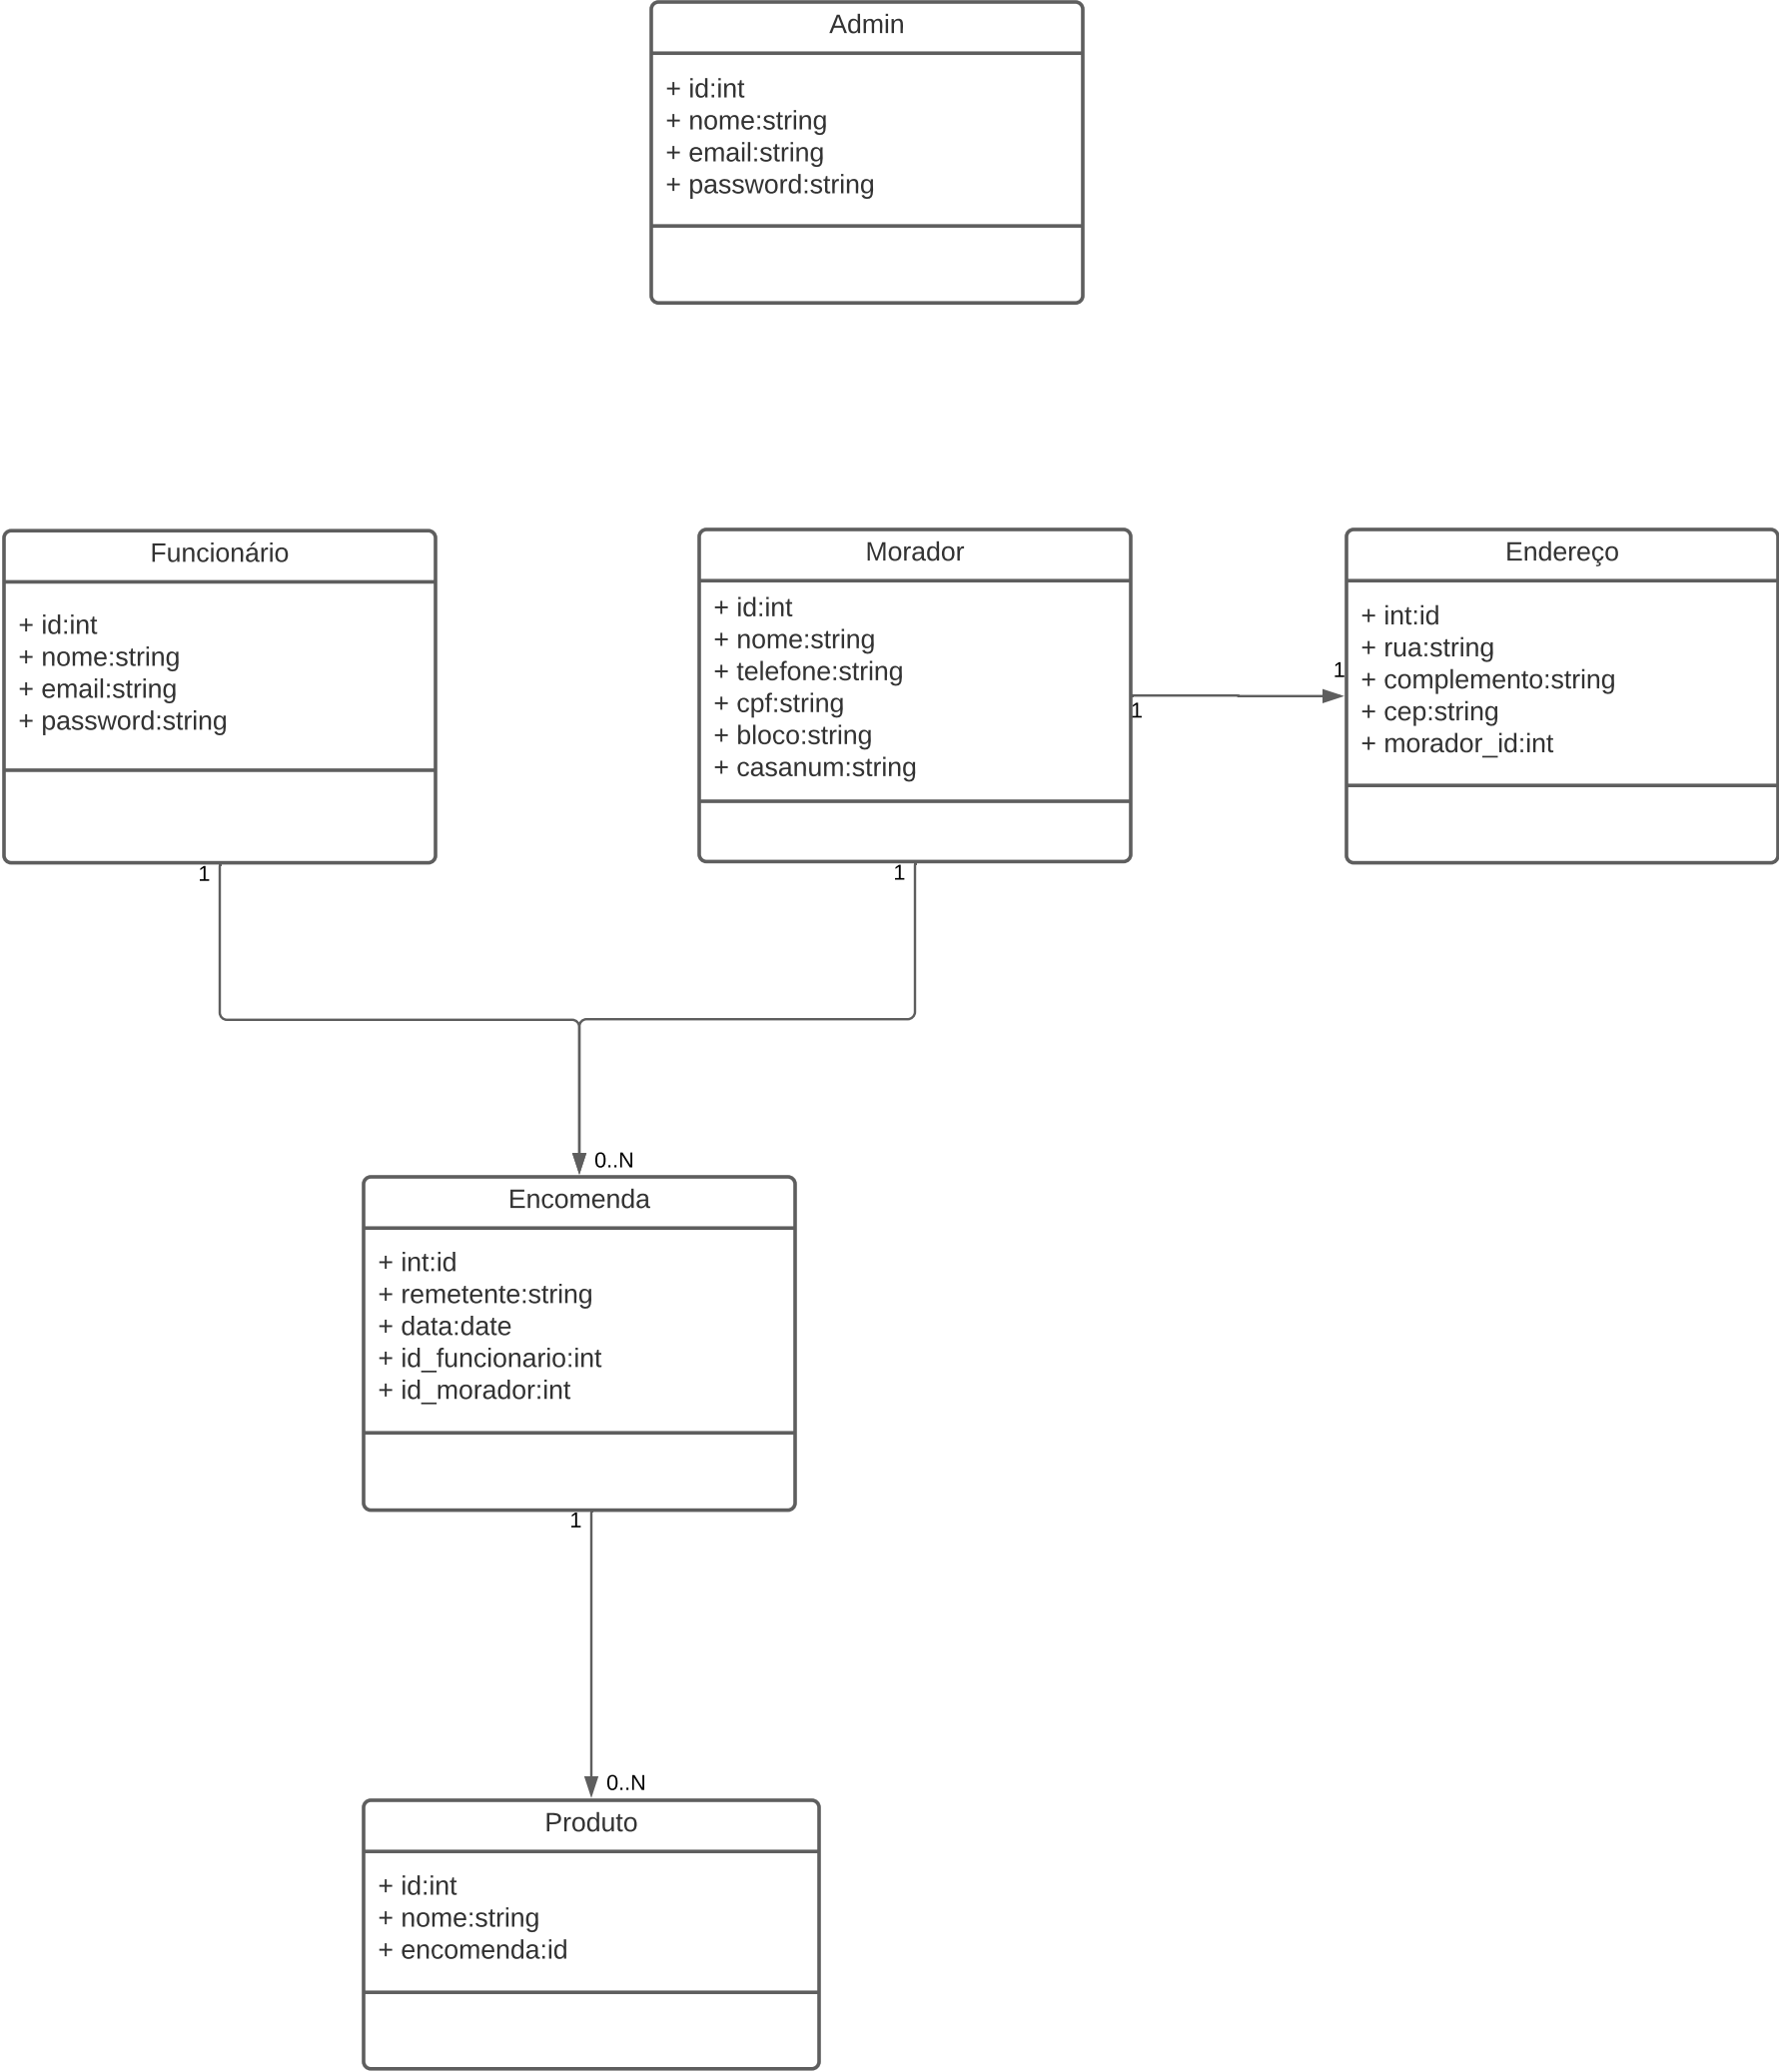 Admin
+ id:int
+ nome:string
+ email:string
+ password:string
Funcionário
+ id:int
+ nome:string
+ email:string
+ password:string
1
Morador
+ id:int
+ nome:string
+ telefone:string
+ cpf:string
+ bloco:string
+ casanum:string
1
1
1
Endereço
+ int:id
+ rua:string
+ complemento:string
+ cep:string
+ morador_id:int
0..N
Encomenda
+ int:id
+ remetente:string
+ data:date
+ id_funcionario:int
+ id_morador:int
1
0..N
Produto
+ id:int
+ nome:string
+ encomenda:id